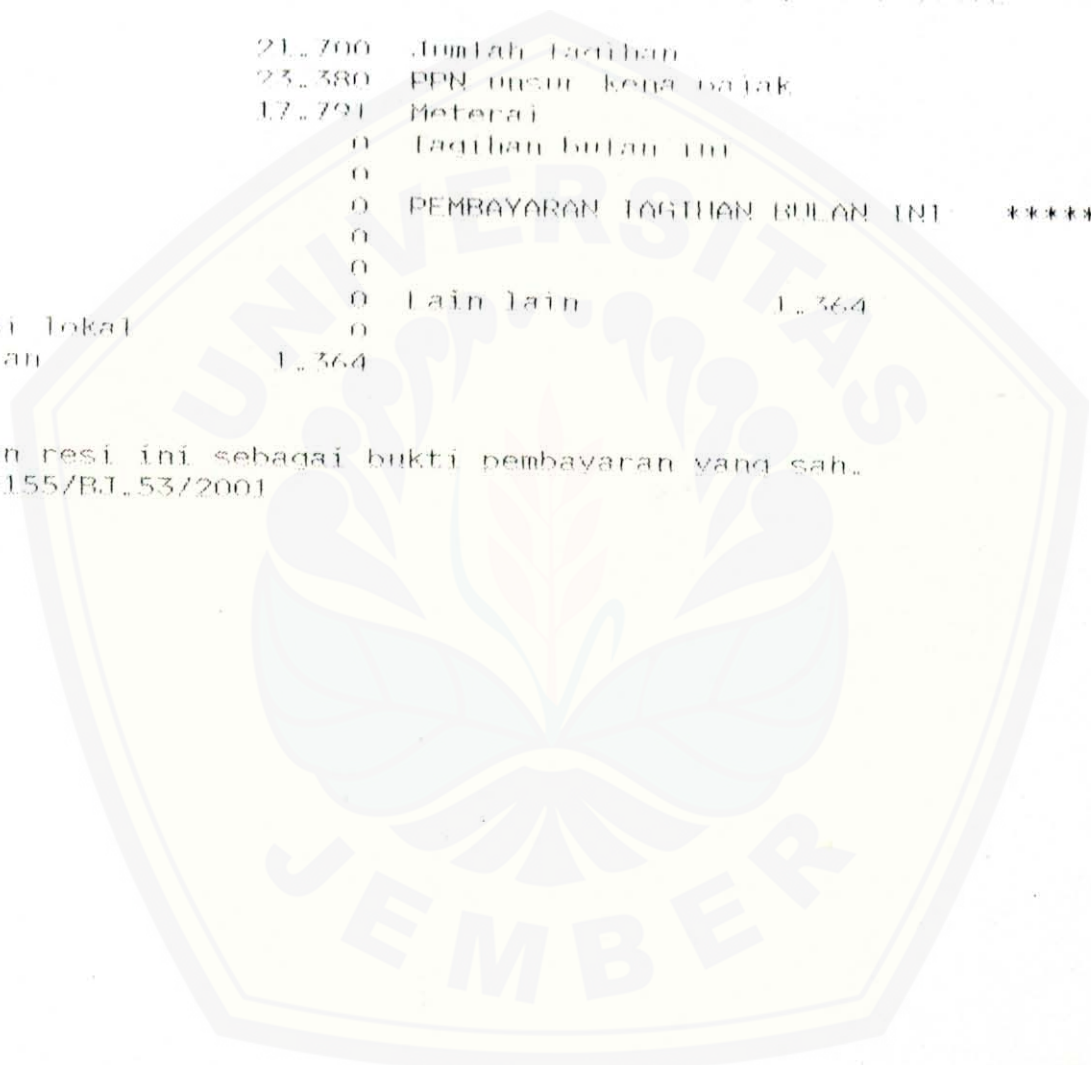 21.700 Jumlah tagihan
23.380 PPN unsur kena pajak
17.791 Meterai
0 Tagihan bulan ini
0
0 PEMBAYARAN TAGIHAN BULAN INI *****
0
0
0 Lain lain 1.364
i lokal 0
an 1.364
n resi ini sebagai bukti pembayaran yang sah.
155/BJ.53/2001
UNIVERSITAS
JEMBER